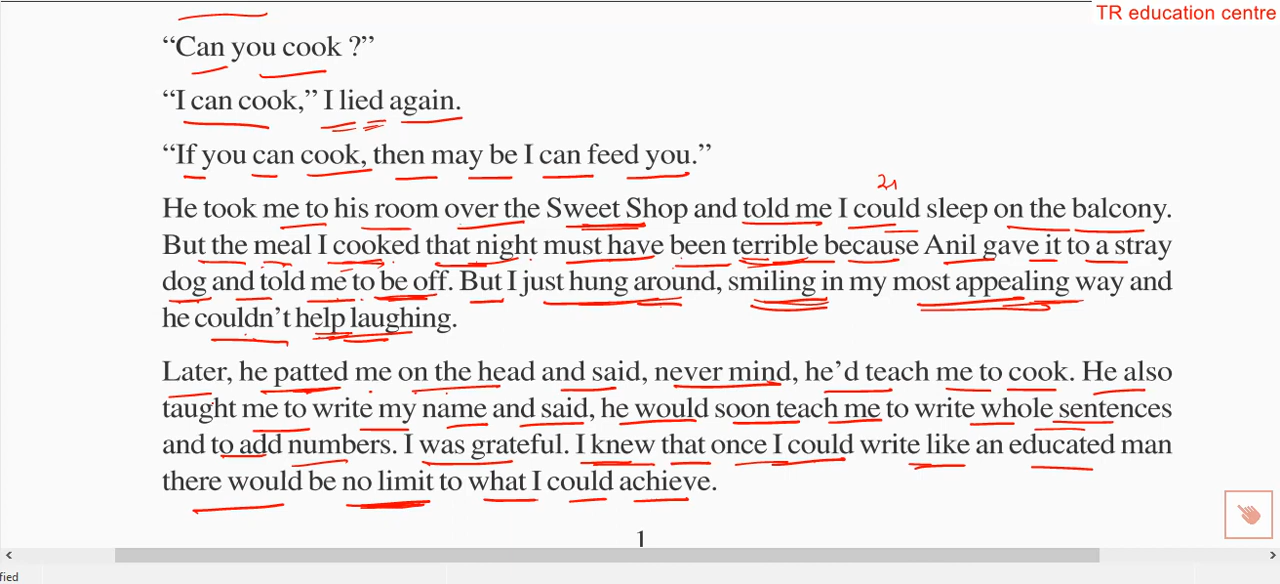 TR education centre
“Can you cook ?”
“I can cook,” I lied again.
“If you can cook, then may be I can feed you.”
He took me to his room over the Sweet Shop and told me I could sleep on the balcony.
But the meal I cooked that night must have been terrible because Anil gave it to a stray
dog and told me to be off. But I just hung around, smiling in my most appealing way and
he couldn’t help laughing.
Later, he patted me on the head and said, never mind, he’d teach me to cook. He also
taught me to write my name and said, he would soon teach me to write whole sentences
and to add numbers. I was grateful. I knew that once I could write like an educated man
there would be no limit to what I could achieve.
1
fied